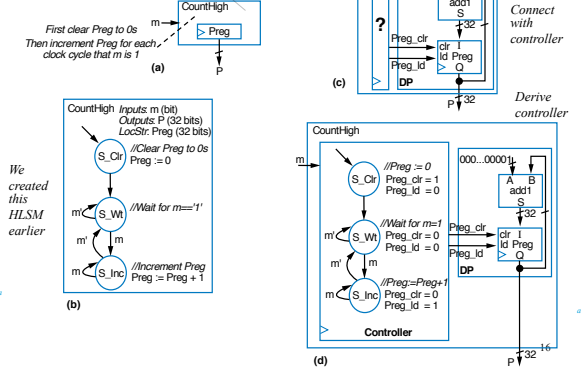 CountHigh
m
Preg
P
First clear Preg to 0s
Then increment Preg for each
clock cycle that m is 1
(a)
?
add1
S
32
Preg_clr
Preg_ld
clr I
ld Preg
Q
DP
32
P
(c)
Connect
with
controller
Derive
controller
We
created
this
HLSM
earlier
CountHigh Inputs: m (bit)
Outputs: P (32 bits)
LocStr: Preg (32 bits)
S_Clr
//Clear Preg to 0s
Preg := 0
m'
S_Wt
//Wait for m=='1'
m'
m
m
S_Inc
//Increment Preg
Preg := Preg + 1
(b)
CountHigh
m
S_Clr
//Preg := 0
Preg_clr = 1
Preg_ld = 0
m'
S_Wt
//Wait for m=1
Preg_clr = 0
Preg_ld = 0
m'
m
m
S_Inc
//Preg:=Preg+1
Preg_clr = 0
Preg_ld = 1
Controller
000...00001
A B
add1
S
32
Preg_clr
Preg_ld
clr I
ld Preg
Q
DP
32
P
16
(d)
a
a